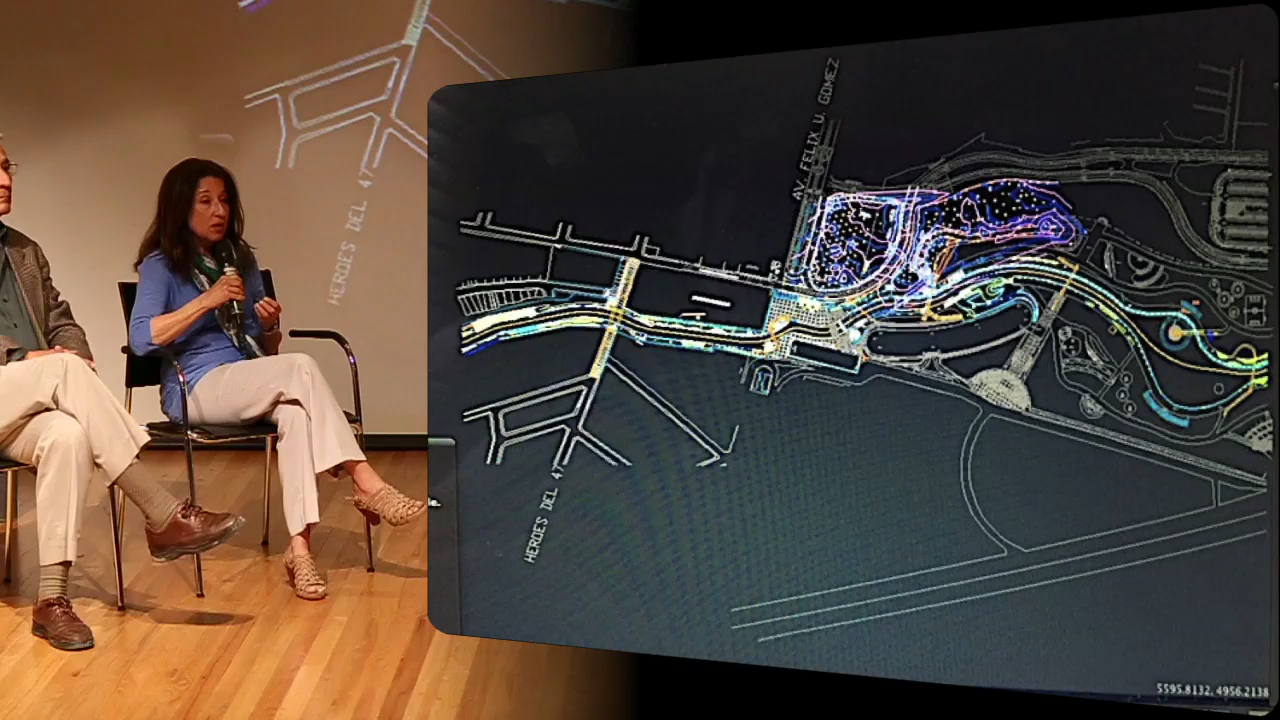 HEROES DEL 47
AV. FELIX U. GOMEZ
HEROES DEL 47
5595.8132, 4956.2138